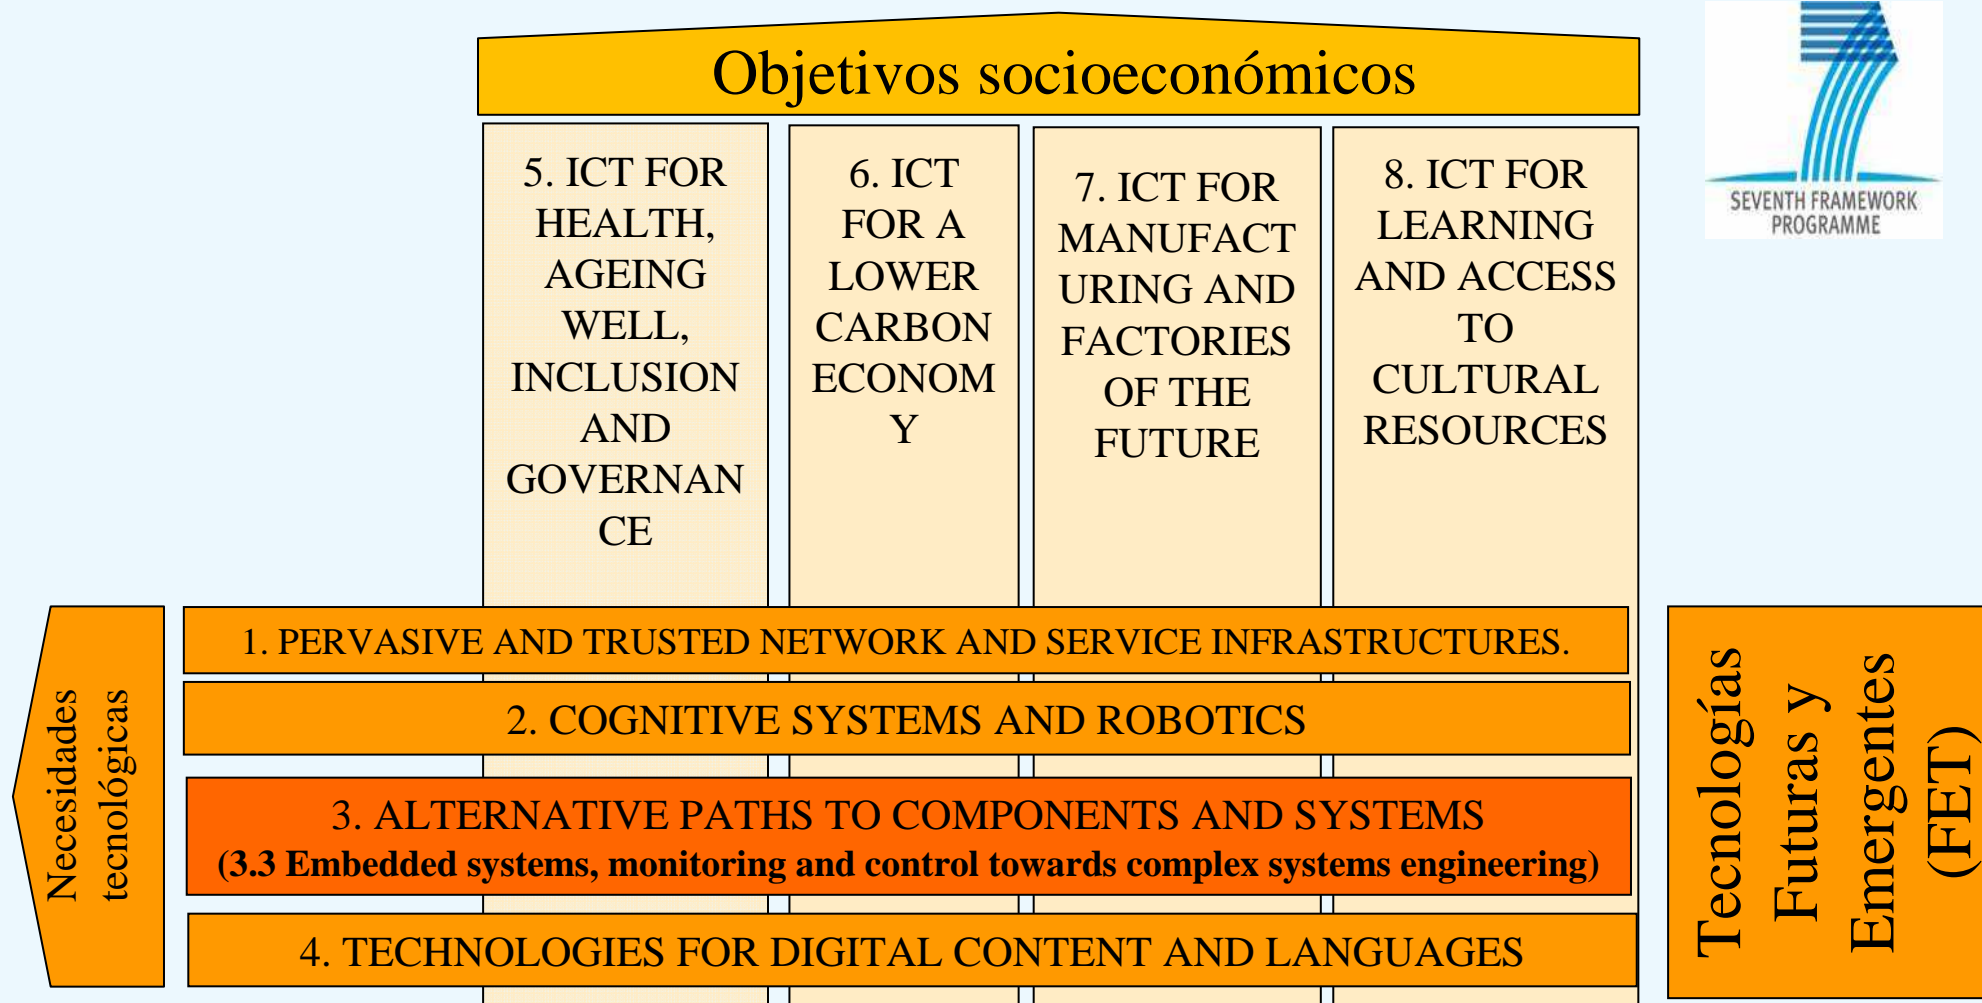 Objetivos socioeconómicos
SEVENTH FRAMEWORK
PROGRAMME
5. ICT FOR
HEALTH,
AGEING
WELL,
INCLUSION
AND
GOVERNAN
CE
6. ICT
FOR A
LOWER
CARBON
ECONOM
Y
7. ICT FOR
MANUFACT
URING AND
FACTORIES
OF THE
FUTURE
8. ICT FOR
LEARNING
AND ACCESS
TO
CULTURAL
RESOURCES
Necesidades
tecnológicas
1. PERVASIVE AND TRUSTED NETWORK AND SERVICE INFRASTRUCTURES.
2. COGNITIVE SYSTEMS AND ROBOTICS
3. ALTERNATIVE PATHS TO COMPONENTS AND SYSTEMS
(3.3 Embedded systems, monitoring and control towards complex systems engineering)
4. TECHNOLOGIES FOR DIGITAL CONTENT AND LANGUAGES
Tecnologías
Futuras y
Emergentes
(FET)